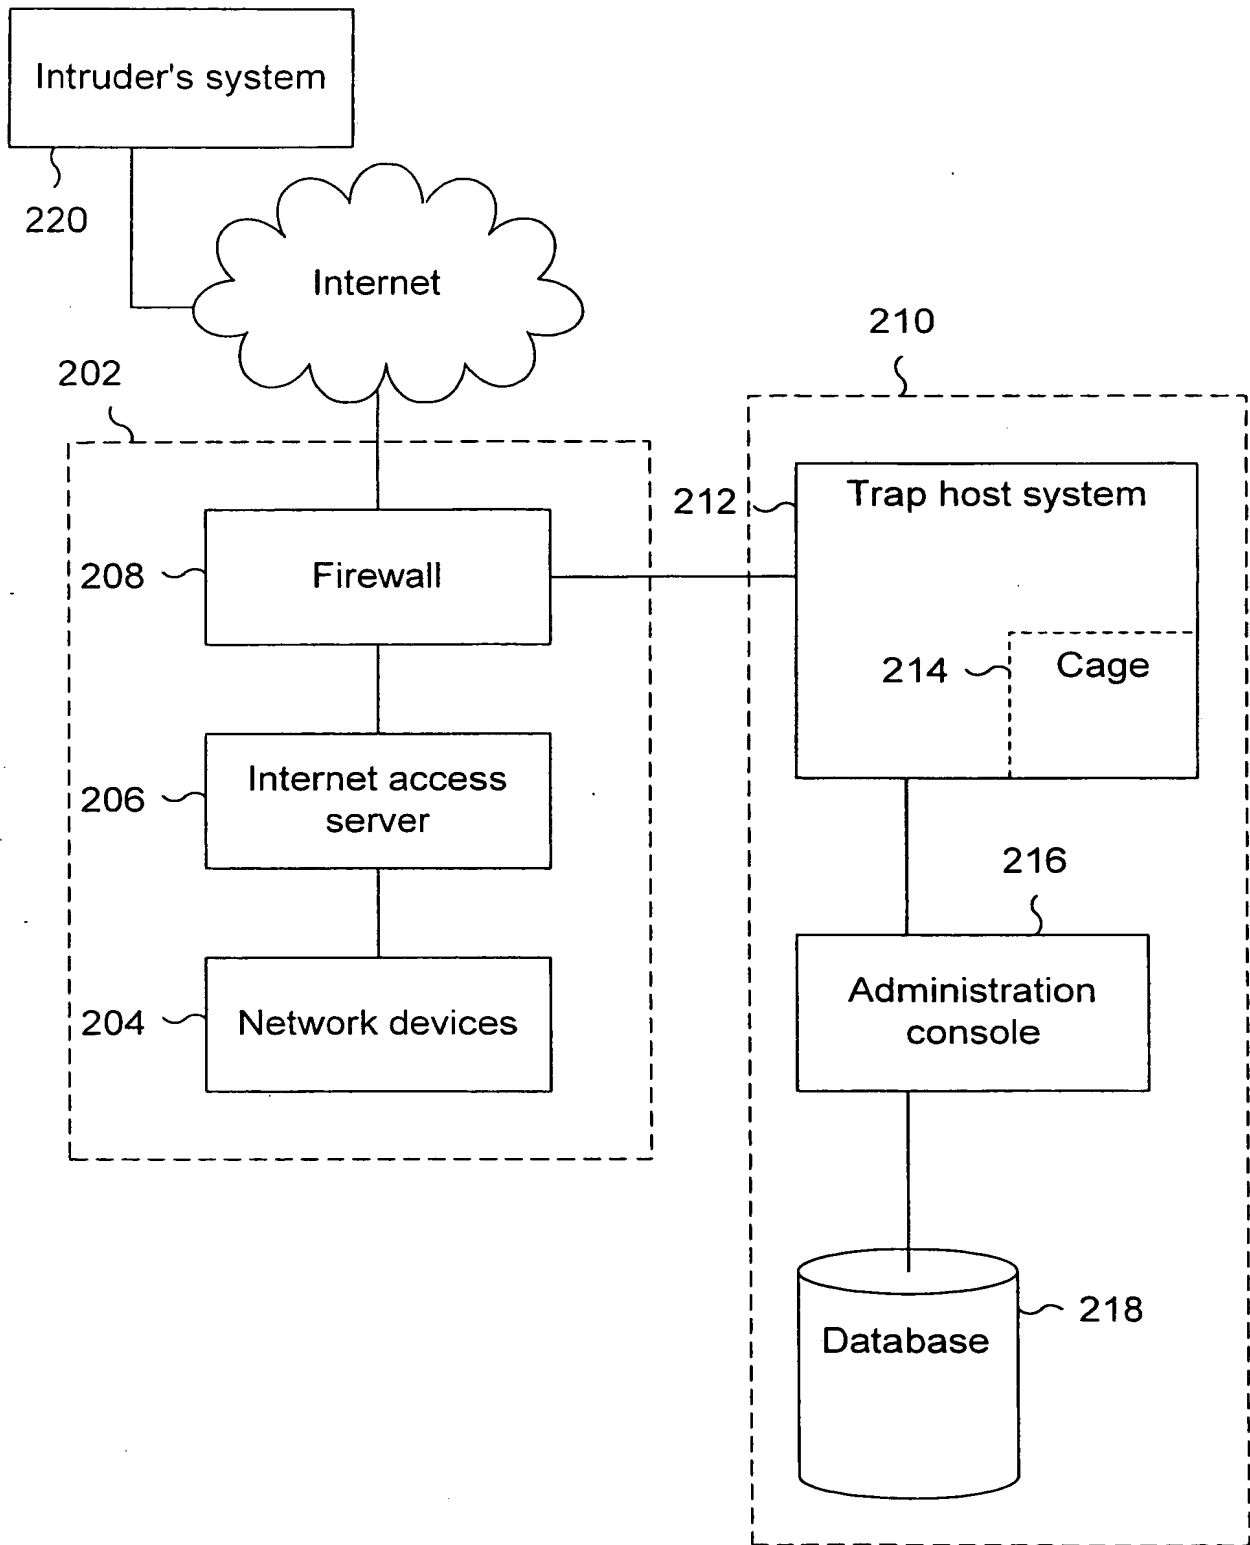 Intruder's system
220
Internet
202
210
212
Trap host system
208
Firewall
214
Cage
206
Internet access
server
216
Administration
console
204
Network devices
218
Database